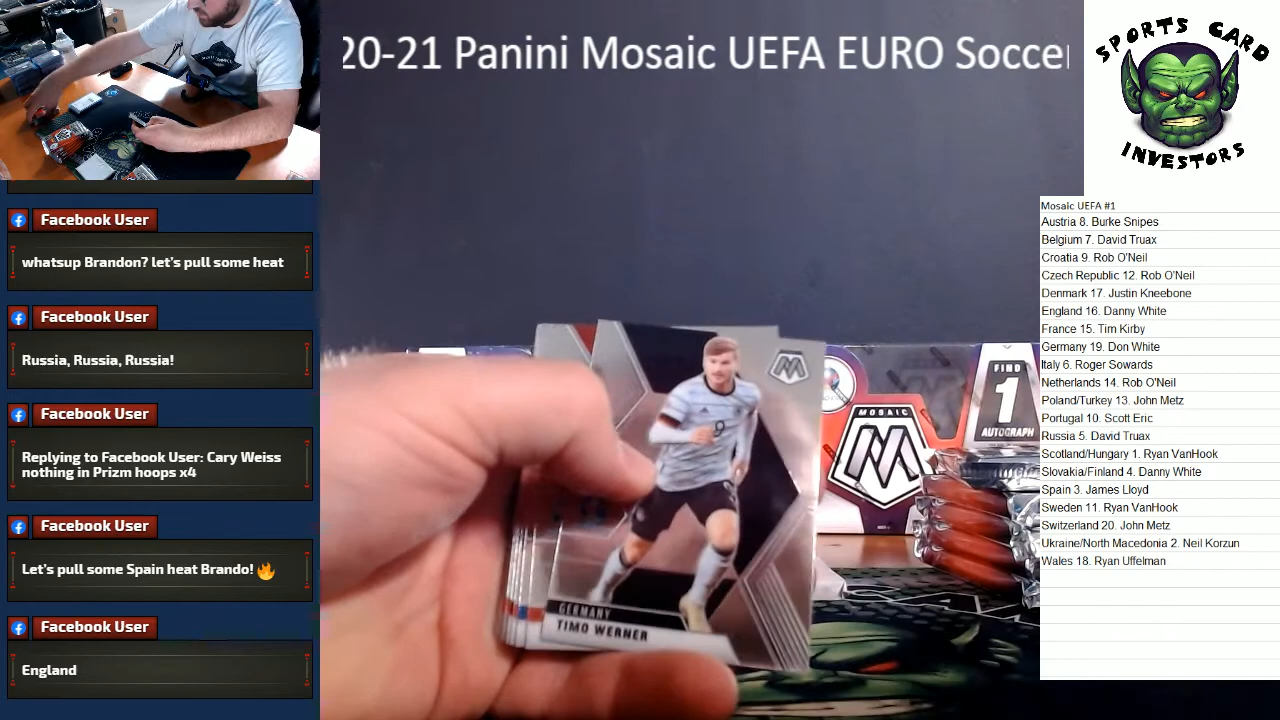 20-21 Panini Mosaic UEFA EURO Soccer
SPORTS CARD
INVESTORS
Facebook User
whatsup Brandon? let's pull some heat
Facebook User
Russia, Russia, Russia!
Facebook User
Replying to Facebook User: Cary Weiss
nothing in Prizm hoops x4
Facebook User
Let's pull some Spain heat Brando! 🔥
Facebook User
England
9
GERMANY
TIMO WERNER
MOSAIC
FIND
1
AUTOGRAPH
Mosaic UEFA #1
Austria 8. Burke Snipes
Belgium 7. David Truax
Croatia 9. Rob O'Neil
Czech Republic 12. Rob O'Neil
Denmark 17. Justin Kneebone
England 16. Danny White
France 15. Tim Kirby
Germany 19. Don White
Italy 6. Roger Sowards
Netherlands 14. Rob O'Neil
Poland/Turkey 13. John Metz
Portugal 10. Scott Eric
Russia 5. David Truax
Scotland/Hungary 1. Ryan VanHook
Slovakia/Finland 4. Danny White
Spain 3. James Lloyd
Sweden 11. Ryan VanHook
Switzerland 20. John Metz
Ukraine/North Macedonia 2. Neil Korzun
Wales 18. Ryan Uffelman